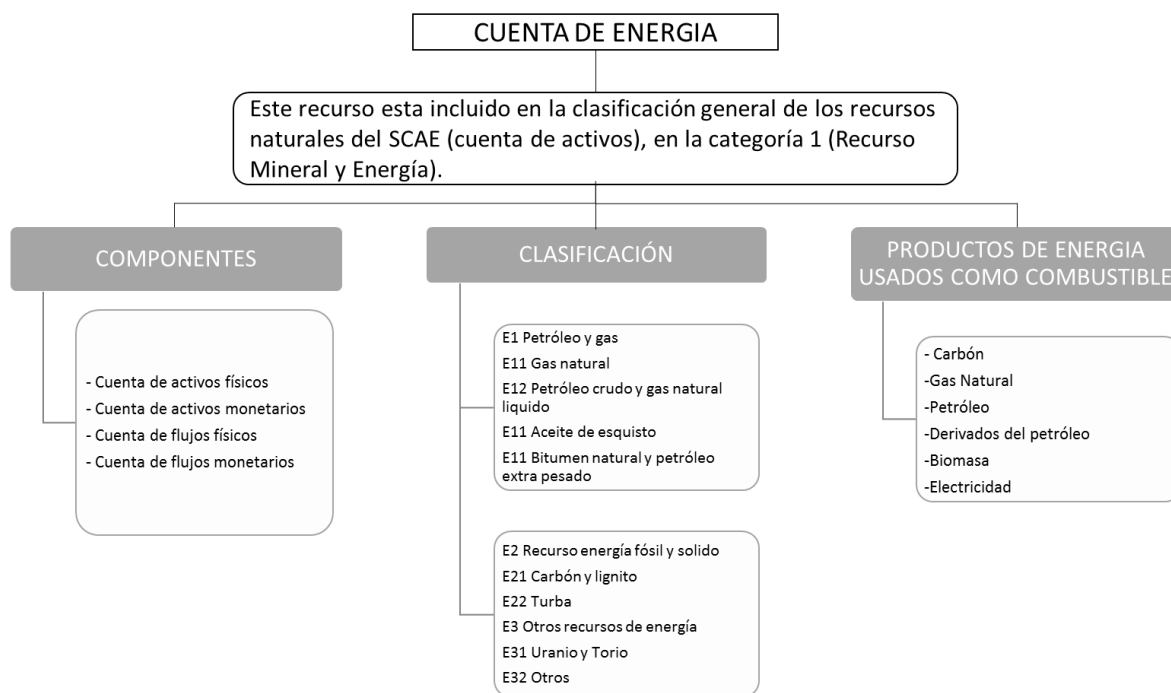 CUENTA DE ENERGIA
Este recurso esta incluido en la clasificación general de los recursos
naturales del SCAE (cuenta de activos), en la categoría 1 (Recurso
Mineral y Energía).
COMPONENTES
- Cuenta de activos físicos
- Cuenta de activos monetarios
- Cuenta de flujos físicos
- Cuenta de flujos monetarios
CLASIFICACIÓN
E1 Petróleo y gas
E11 Gas natural
E12 Petróleo crudo y gas natural
liquido
E11 Aceite de esquisto
E11 Bitumen natural y petróleo
extra pesado
E2 Recurso energía fósil y solido
E21 Carbón y lignito
E22 Turba
E3 Otros recursos de energía
E31 Uranio y Torio
E32 Otros
PRODUCTOS DE ENERGIA
USADOS COMO COMBUSTIBLE
- Carbón
-Gas Natural
-Petróleo
-Derivados del petróleo
-Biomasa
-Electricidad